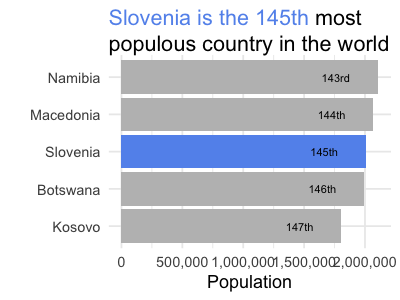 Slovenia is the 145th most
populous country in the world
Namibia 143rd
Macedonia 144th
Slovenia 145th
Botswana 146th
Kosovo 147th
0 500,000 1,000,000 1,500,000 2,000,000
Population